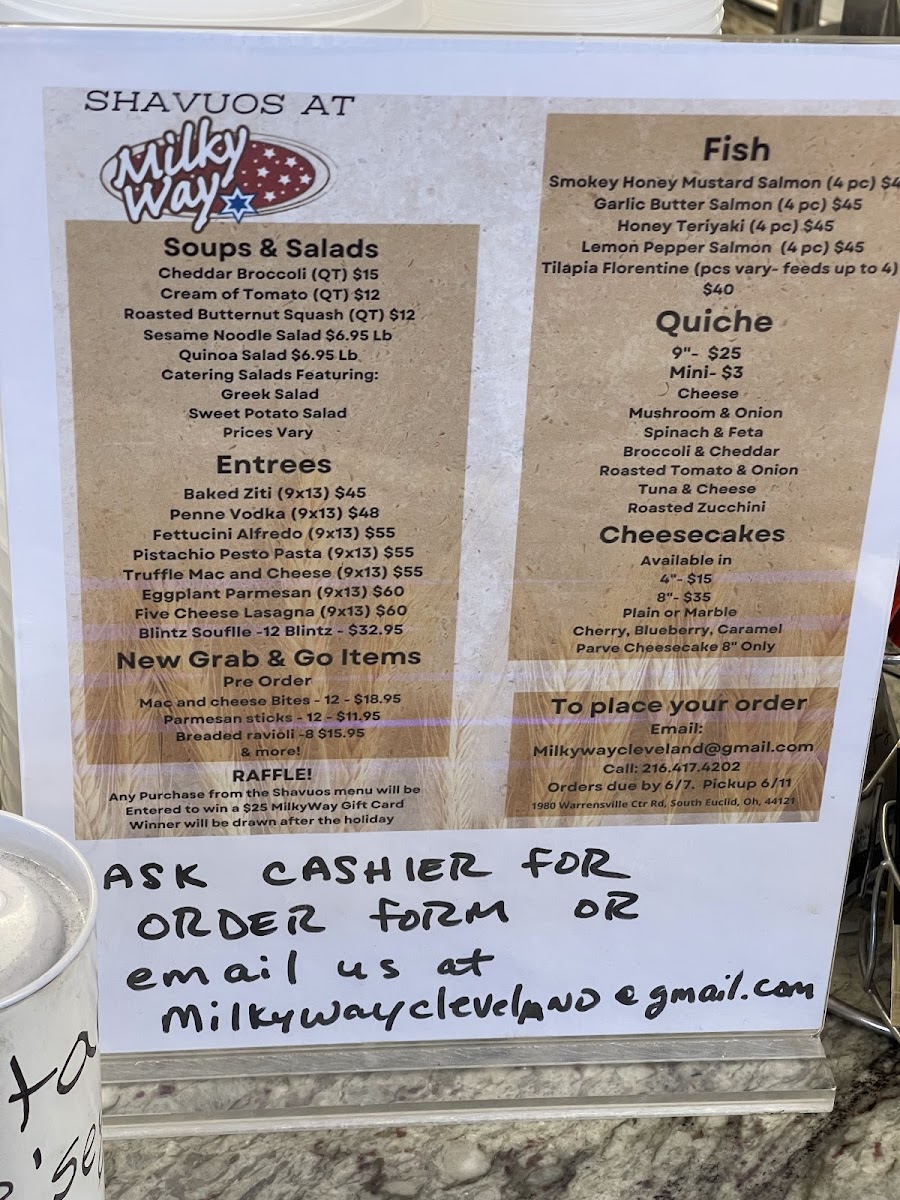 SHAVUOS AT
Milky
Way
Soups & Salads
Cheddar Broccoli (QT) $15
Cream of Tomato (QT) $12
Roasted Butternut Squash (QT) $12
Sesame Noodle Salad $6.95 Lb
Quinoa Salad $6.95 Lb
Catering Salads Featuring:
Greek Salad
Sweet Potato Salad
Prices Vary
Entrees
Baked Ziti (9x13) $45
Penne Vodka (9x13) $48
Fettucini Alfredo (9x13) $55
Pistachio Pesto Pasta (9x13) $55
Truffle Mac and Cheese (9x13) $55
Eggplant Parmesan (9x13) $60
Five Cheese Lasagna (9x13) $60
Blintz Souflle -12 Blintz - $32.95
New Grab & Go Items
Pre Order
Mac and cheese Bites - 12 - $18.95
Parmesan sticks - 12 - $11.95
Breaded ravioli -8 $15.95
& more!
RAFFLE!
Any Purchase from the Shavuos menu will be
Entered to win a $25 MilkyWay Gift Card
Winner will be drawn after the holiday
Fish
Smokey Honey Mustard Salmon (4 pc) $4
Garlic Butter Salmon (4 pc) $45
Honey Teriyaki (4 pc) $45
Lemon Pepper Salmon (4 pc) $45
Tilapia Florentine (pcs vary- feeds up to 4)
$40
Quiche
9"- $25
Mini- $3
Cheese
Mushroom & Onion
Spinach & Feta
Broccoli & Cheddar
Roasted Tomato & Onion
Tuna & Cheese
Roasted Zucchini
Cheesecakes
Available in
4"- $15
8"- $35
Plain or Marble
Cherry, Blueberry, Caramel
Parve Cheesecake 8" Only
To place your order
Email:
Milkywaycleveland@gmail.com
Call: 216.417.4202
Orders due by 6/7. Pickup 6/11
1980 Warrensville Ctr Rd, South Euclid, Oh, 44121
ASK CASHIER FOR
ORDER FORM OR
email us at
MilkywayclevelAND@gmail.com
ta
'se